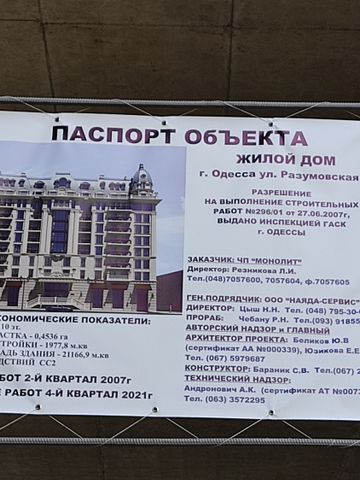 ПАСПОРТ ОБЪЕКТА
ЖИЛОЙ ДОМ
г. Одесса ул. Разумовская
РАЗРЕШЕНИЕ
НА ВЫПОЛНЕНИЕ СТРОИТЕЛЬНЫХ
РАБОТ №296/01 от 27.06.2007г,
ВЫДАНО ИНСПЕКЦИЕЙ ГАСК
г. ОДЕССЫ
ЗАКАЗЧИК: ЧП "МОНОЛИТ"
Директор: Резникова Л.И.
Тел.(048)7057600, 7057604, ф.7057605
ГЕН.ПОДРЯДЧИК: ООО "НАЯДА-СЕРВИС"
ДИРЕКТОР: Цыш Н.Н. Тел. (048) 795-30-
ПРОРАБ: Чебану Р.Н. Тел.(093) 91855
АВТОРСКИЙ НАДЗОР и ГЛАВНЫЙ
АРХИТЕКТОР ПРОЕКТА: Беликов Ю.В
(сертификат АА №000339), Юзикова Е.Е
Тел. (067) 5979687
КОНСТРУКТОР: Бараник С.В. Тел.(067) 2
ТЕХНИЧЕСКИЙ НАДЗОР:
Андронович А.К. (сертификат АТ №007
Тел. (063) 3572295
КОНОМИЧЕСКИЕ ПОКАЗАТЕЛИ:
10 эт.
АСТКА - 0,4536 га
ТРОЙКИ - 1977,8 м.кв
АДЬ ЗДАНИЯ - 21166,9 м.кв
ДСТВИЙ СС2
БОТ 2-Й КВАРТАЛ 2007г
Е РАБОТ 4-Й КВАРТАЛ 2021г